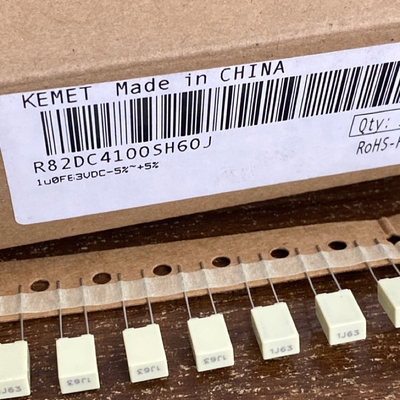 KEMET Made in CHINA
R82DC4100SH60J
1u0F63VDC-5%~+5%
Qty:
RoHS-
1J63
1J63
1J63
1J63
1J63